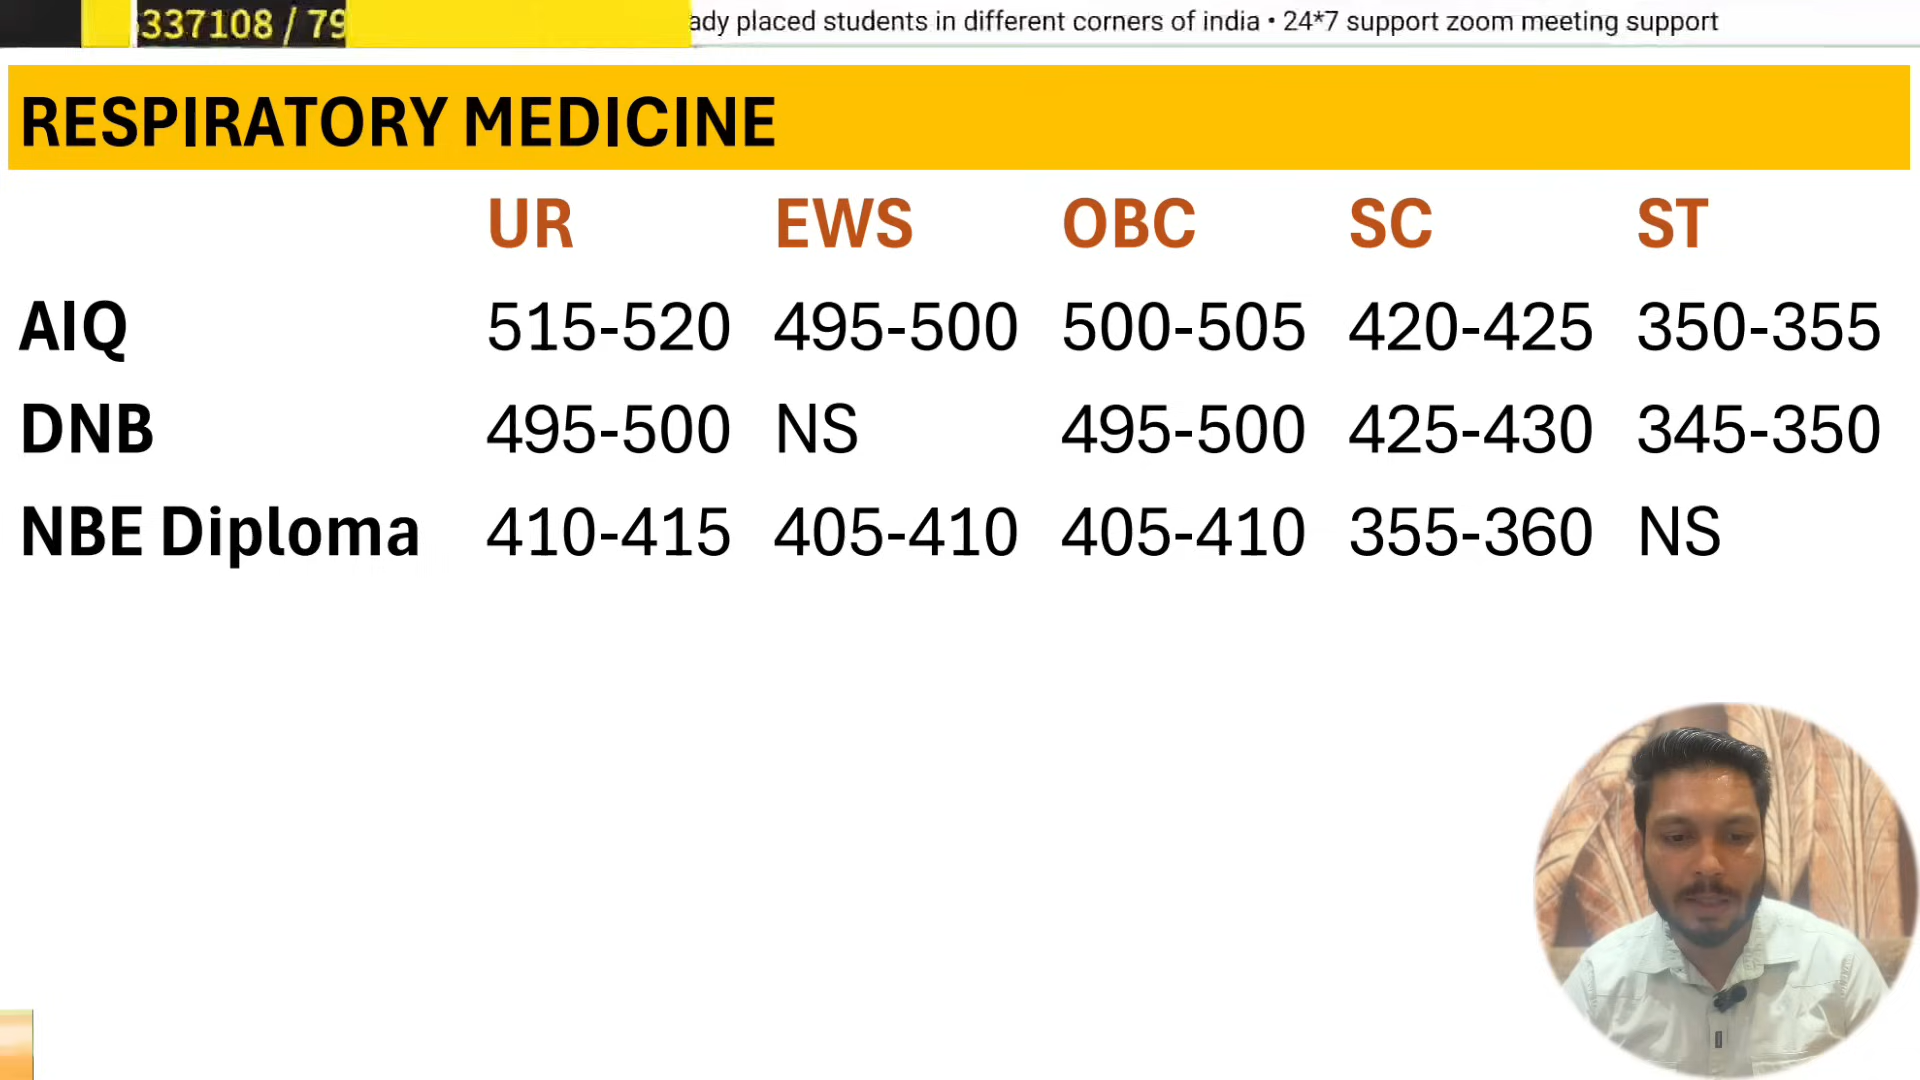 337108 / 79
ady placed students in different corners of india • 24*7 support zoom meeting support
RESPIRATORY MEDICINE
UR EWS OBC SC ST
AIQ 515-520 495-500 500-505 420-425 350-355
DNB 495-500 NS 495-500 425-430 345-350
NBE Diploma 410-415 405-410 405-410 355-360 NS